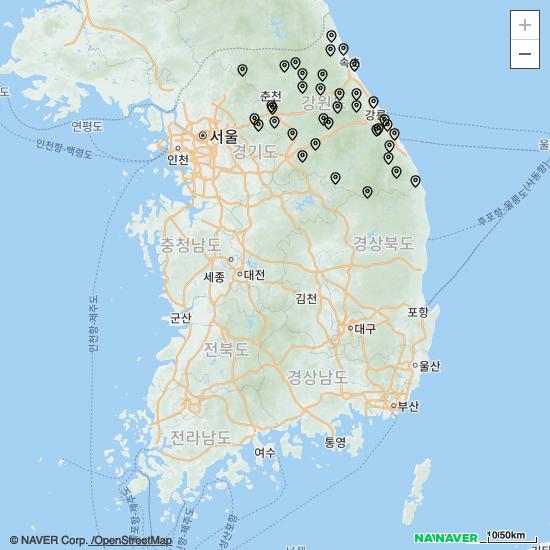 +
−
속초
춘천
강원도
강릉
연평도
서울
인천항-백령도
인천
경기도
울
후포항-울릉도(사동항)
충청남도
경상북도
세종
대전
인천항-제주도
김천
군산
포항
대구
전북도
울산
경상남도
부산
전라남도
통영
여수
© NAVER Corp. /OpenStreetMap
NAVER
10/50km